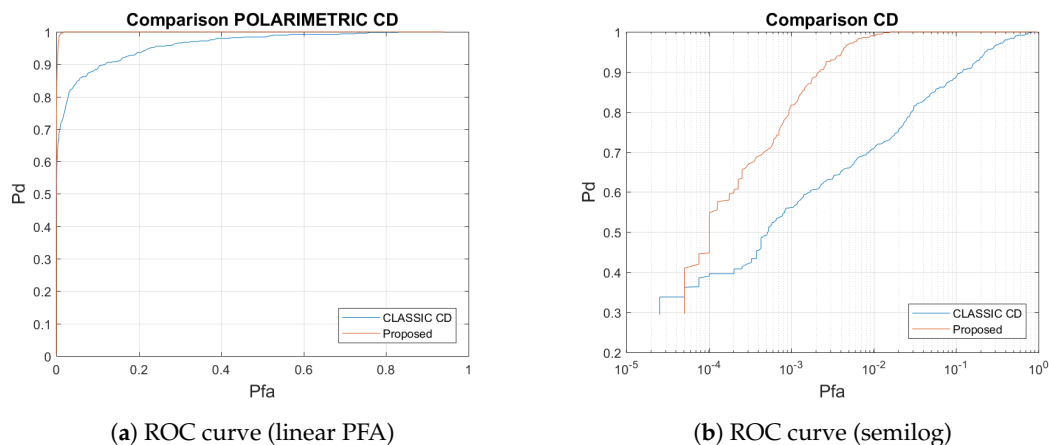 Comparison POLARIMETRIC CD
1
0.9
0.8
0.7
0.6
0.5
0.4
0.3
0.2
0.1
0
Pd
0
0.2
0.4
0.6
0.8
1
Pfa
CLASSIC CD
Proposed
(a) ROC curve (linear PFA)
Comparison CD
1
0.9
0.8
0.7
0.6
0.5
0.4
0.3
0.2
Pd
10^-5
10^-4
10^-3
10^-2
10^-1
10^0
Pfa
CLASSIC CD
Proposed
(b) ROC curve (semilog)